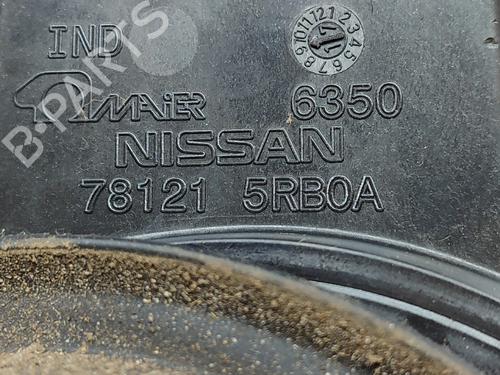 IND
MAIER 6350
NISSAN
78121 5RB0A
B-PARTS